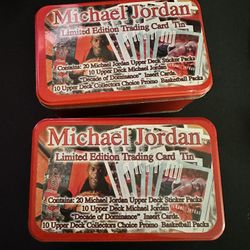 Michael Jordan
Limited Edition Trading Card Tin
Contains: 20 Michael Jordan Upper Deck Sticker Packs
10 Upper Deck Michael Jordan
"Decade of Dominance" Insert Cards
10 Upper Deck Collectors Choice Promo Basketball Packs
Michael Jordan
Limited Edition Trading Card Tin
Contains: 20 Michael Jordan Upper Deck Sticker Packs
10 Upper Deck Michael Jordan
"Decade of Dominance" Insert Cards
10 Upper Deck Collectors Choice Promo Basketball Packs